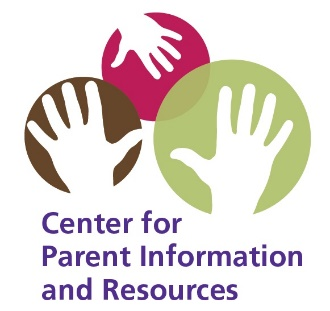 Center for
Parent Information
and Resources